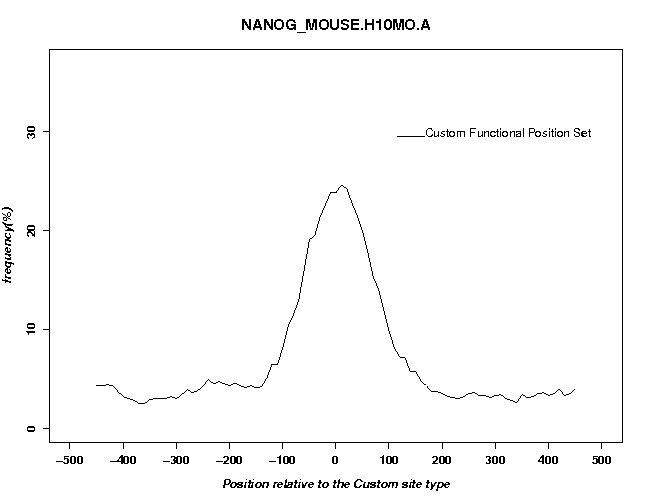 NANOG_MOUSE.H10MO.A
Custom Functional Position Set
frequency(%)
30
20
10
0
−500 −400 −300 −200 −100 0 100 200 300 400 500
Position relative to the Custom site type